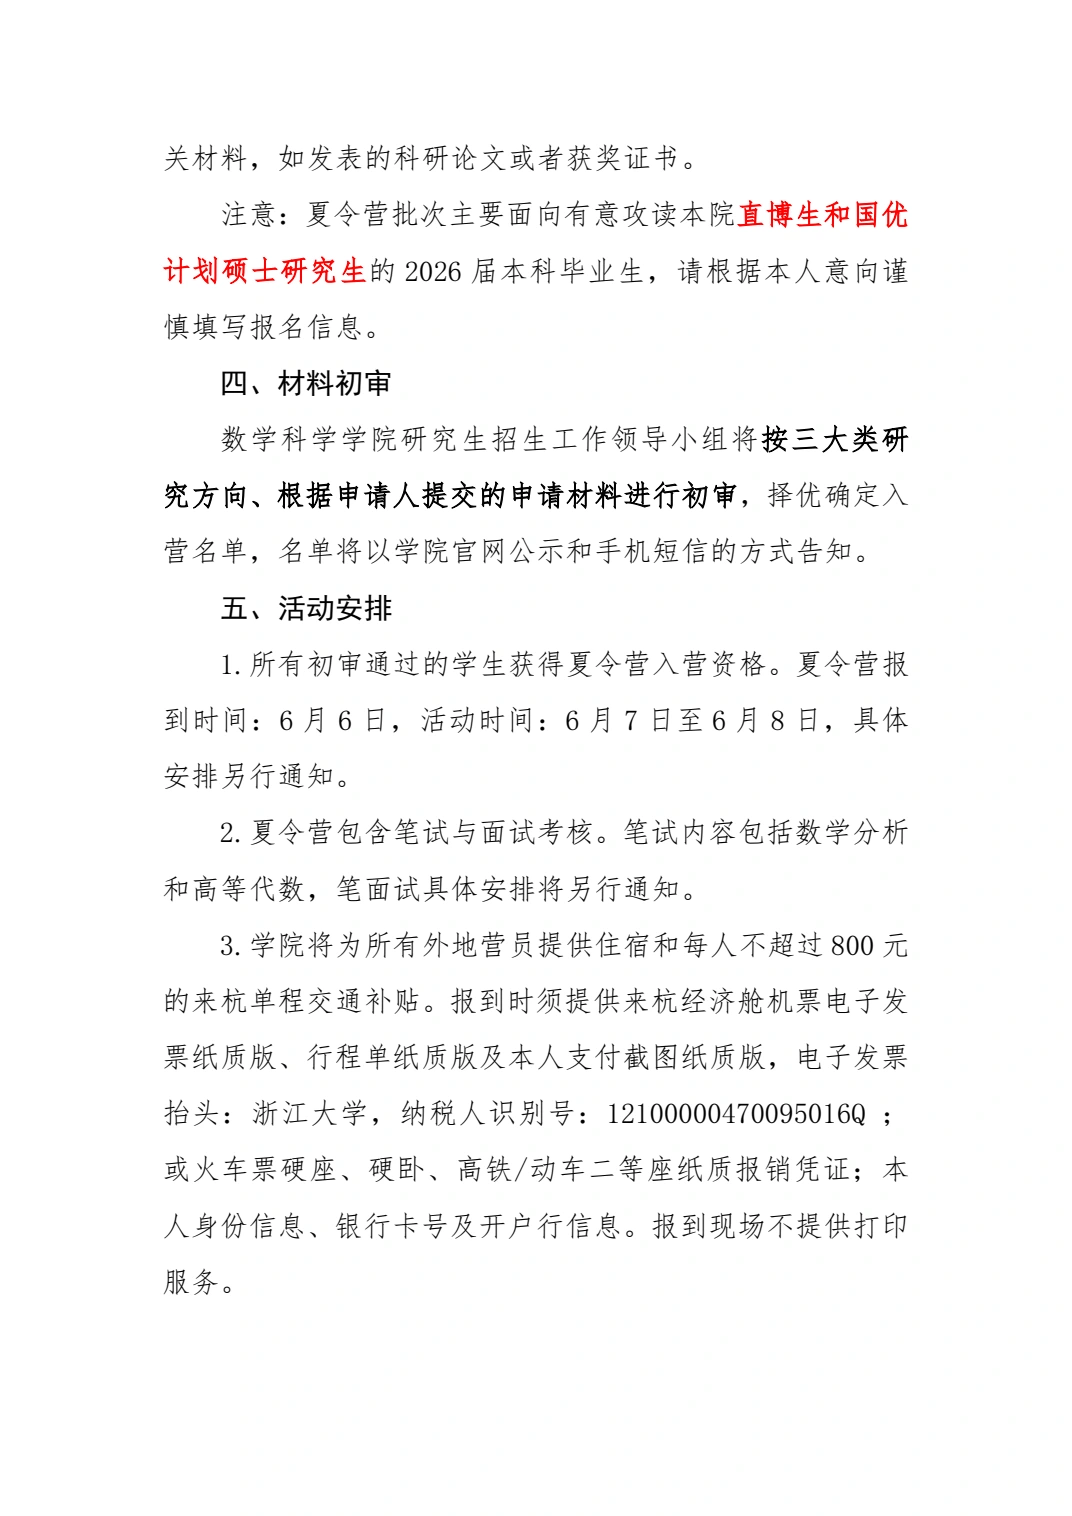 关材料，如发表的科研论文或者获奖证书。
注意：夏令营批次主要面向有意攻读本院直博生和国优
计划硕士研究生的 2026 届本科毕业生，请根据本人意向谨
慎填写报名信息。
四、材料初审
数学科学学院研究生招生工作领导小组将按三大类研
究方向、根据申请人提交的申请材料进行初审，择优确定入
营名单，名单将以学院官网公示和手机短信的方式告知。
五、活动安排
1.所有初审通过的学生获得夏令营入营资格。夏令营报
到时间：6 月 6 日，活动时间：6 月 7 日至 6 月 8 日，具体
安排另行通知。
2.夏令营包含笔试与面试考核。笔试内容包括数学分析
和高等代数，笔面试具体安排将另行通知。
3.学院将为所有外地营员提供住宿和每人不超过 800 元
的来杭单程交通补贴。报到时须提供来杭经济舱机票电子发
票纸质版、行程单纸质版及本人支付截图纸质版，电子发票
抬头：浙江大学，纳税人识别号：12100000470095016Q ；
或火车票硬座、硬卧、高铁/动车二等座纸质报销凭证；本
人身份信息、银行卡号及开户行信息。报到现场不提供打印
服务。